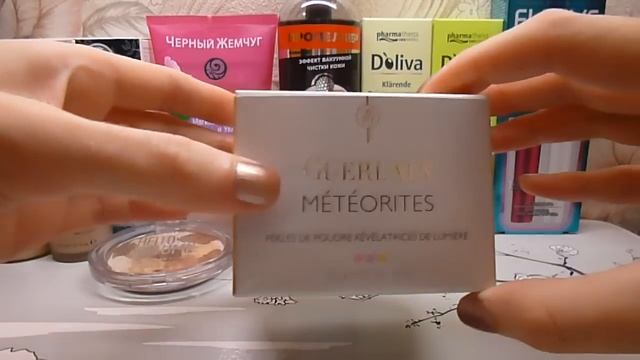 ЧЕРНЫЙ ЖЕМЧУГ
ЭФФЕКТ ВАКУУМНОЙ
ЧИСТКИ КОЖИ
pharmatheiss
D'oliva
Klärende
pharmatheiss
GUERLAIN
MÉTÉORITES
PERLES DE POUDRE RÉVÉLATRICES DE LUMIÈRE